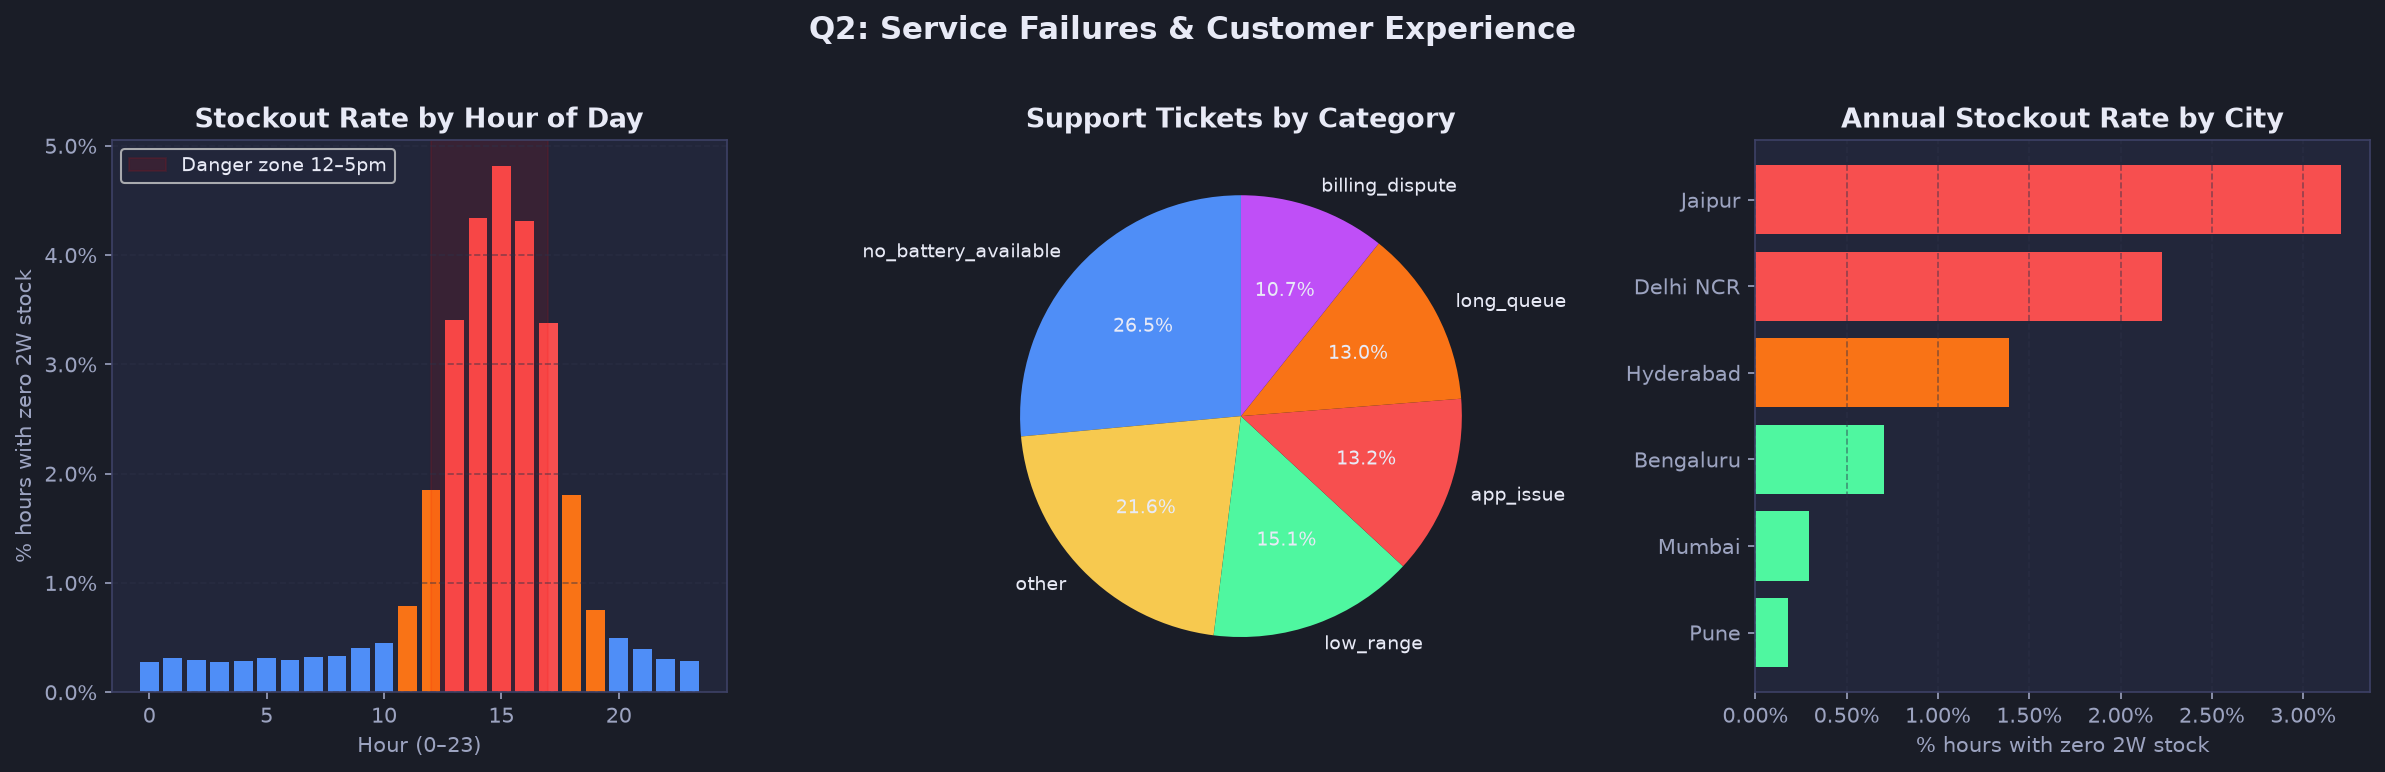 Q2: Service Failures & Customer Experience
Stockout Rate by Hour of Day
Danger zone 12–5pm
5.0%
4.0%
3.0%
2.0%
1.0%
0.0%
% hours with zero 2W stock
0 5 10 15 20
Hour (0–23)
Support Tickets by Category
billing_dispute
no_battery_available
long_queue
10.7%
26.5%
13.0%
13.2%
app_issue
21.6%
15.1%
other
low_range
Annual Stockout Rate by City
Jaipur
Delhi NCR
Hyderabad
Bengaluru
Mumbai
Pune
0.00% 0.50% 1.00% 1.50% 2.00% 2.50% 3.00%
% hours with zero 2W stock